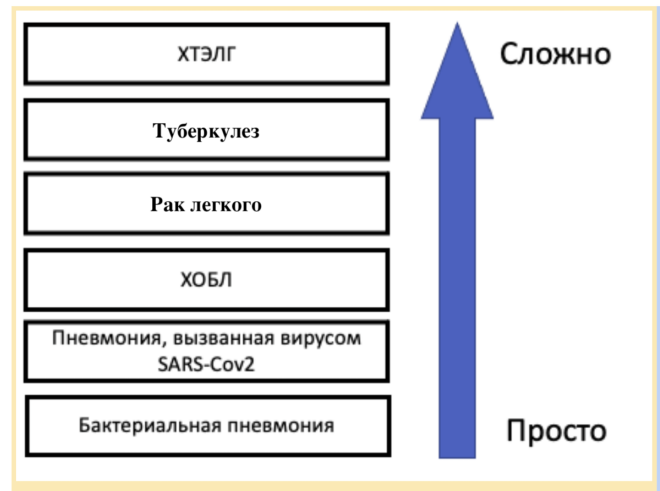 ХТЭЛГ
Сложно
Туберкулез
Рак легкого
ХОБЛ
Пневмония, вызванная вирусом
SARS-Cov2
Бактериальная пневмония
Просто